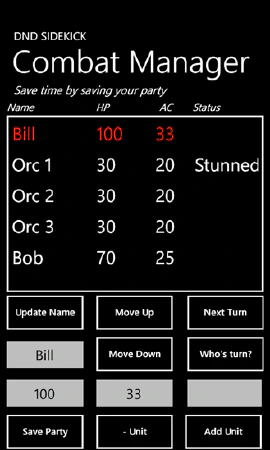 DND SIDEKICK
Combat Manager
Save time by saving your party
Name HP AC Status
Bill 100 33
Orc 1 30 20 Stunned
Orc 2 30 20
Orc 3 30 20
Bob 70 25
Update Name Move Up Next Turn
Bill Move Down Who's turn?
100 33
Save Party - Unit Add Unit